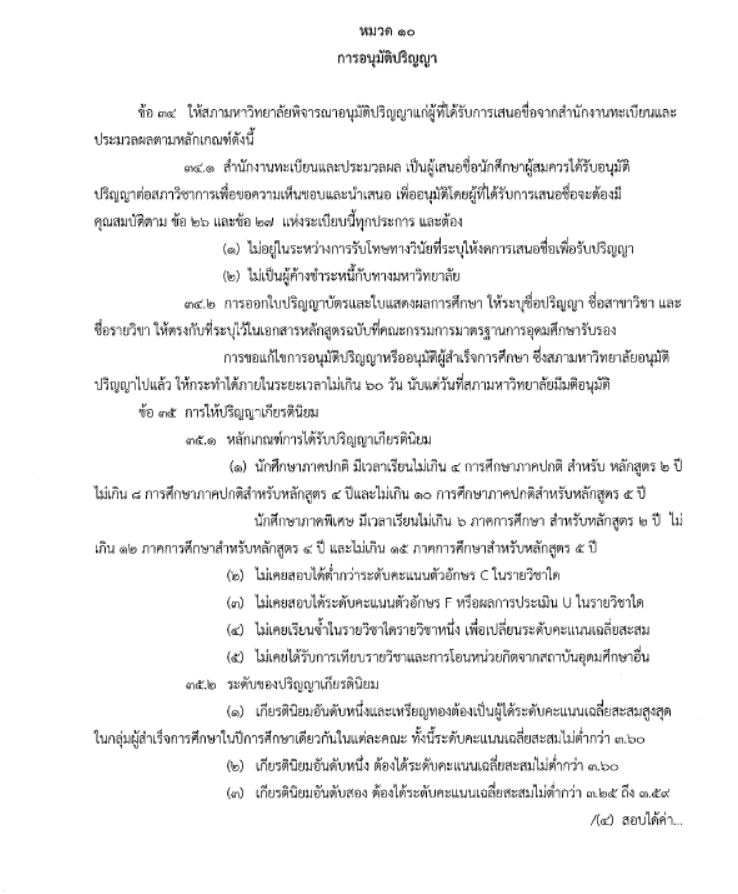 หมวด ๑๐
การอนุมัติปริญญา
ข้อ ๓๔ ให้สภามหาวิทยาลัยพิจารณาอนุมัติปริญญาแก่ผู้ที่ได้รับการเสนอชื่อจากสำนักงานทะเบียนและ
ประมวลผลตามหลักเกณฑ์ดังนี้
๓๔.๑ สำนักงานทะเบียนและประมวลผล เป็นผู้เสนอชื่อนักศึกษาผู้สมควรได้รับอนุมัติ
ปริญญาต่อสภาวิชาการเพื่อขอความเห็นชอบและนำเสนอ เพื่ออนุมัติโดยผู้ที่ได้รับการเสนอชื่อจะต้องมี
คุณสมบัติตาม ข้อ ๒๖ และข้อ ๒๗ แห่งระเบียบนี้ทุกประการ และต้อง
(๑) ไม่อยู่ในระหว่างการรับโทษทางวินัยที่ระบุให้งดการเสนอชื่อเพื่อรับปริญญา
(๒) ไม่เป็นผู้ค้างชำระหนี้กับทางมหาวิทยาลัย
๓๔.๒ การออกใบปริญญาบัตรและใบแสดงผลการศึกษา ให้ระบุชื่อปริญญา ชื่อสาขาวิชา และ
ชื่อรายวิชา ให้ตรงกับที่ระบุไว้ในเอกสารหลักสูตรฉบับที่คณะกรรมการมาตรฐานการอุดมศึกษารับรอง
การขอแก้ไขการอนุมัติปริญญาหรืออนุมัติผู้สำเร็จการศึกษา ซึ่งสภามหาวิทยาลัยอนุมัติ
ปริญญาไปแล้ว ให้กระทำได้ภายในระยะเวลาไม่เกิน ๖๐ วัน นับแต่วันที่สภามหาวิทยาลัยมีมติอนุมัติ
ข้อ ๓๕ การให้ปริญญาเกียรตินิยม
๓๕.๑ หลักเกณฑ์การได้รับปริญญาเกียรตินิยม
(๑) นักศึกษาภาคปกติ มีเวลาเรียนไม่เกิน ๔ การศึกษาภาคปกติ สำหรับ หลักสูตร ๒ ปี
ไม่เกิน ๘ การศึกษาภาคปกติสำหรับหลักสูตร ๔ ปีและไม่เกิน ๑๐ การศึกษาภาคปกติสำหรับหลักสูตร ๕ ปี
นักศึกษาภาคพิเศษ มีเวลาเรียนไม่เกิน ๖ ภาคการศึกษา สำหรับหลักสูตร ๒ ปี ไม่
เกิน ๑๒ ภาคการศึกษาสำหรับหลักสูตร ๔ ปี และไม่เกิน ๑๕ ภาคการศึกษาสำหรับหลักสูตร ๕ ปี
(๒) ไม่เคยสอบได้ต่ำกว่าระดับคะแนนตัวอักษร C ในรายวิชาใด
(๓) ไม่เคยสอบได้ระดับคะแนนตัวอักษร F หรือผลการประเมิน U ในรายวิชาใด
(๔) ไม่เคยเรียนซ้ำในรายวิชาใดรายวิชาหนึ่ง เพื่อเปลี่ยนระดับคะแนนเฉลี่ยสะสม
(๕) ไม่เคยได้รับการเทียบรายวิชาและการโอนหน่วยกิตจากสถาบันอุดมศึกษาอื่น
๓๕.๒ ระดับของปริญญาเกียรตินิยม
(๑) เกียรตินิยมอันดับหนึ่งและเหรียญทองต้องเป็นผู้ได้ระดับคะแนนเฉลี่ยสะสมสูงสุด
ในกลุ่มผู้สำเร็จการศึกษาในปีการศึกษาเดียวกันในแต่ละคณะ ทั้งนี้ระดับคะแนนเฉลี่ยสะสมไม่ต่ำกว่า ๓.๖๐
(๒) เกียรตินิยมอันดับหนึ่ง ต้องได้ระดับคะแนนเฉลี่ยสะสมไม่ต่ำกว่า ๓.๖๐
(๓) เกียรตินิยมอันดับสอง ต้องได้ระดับคะแนนเฉลี่ยสะสมไม่ต่ำกว่า ๓.๒๕ ถึง ๓.๕๙
/(๔) สอบได้ค่า...